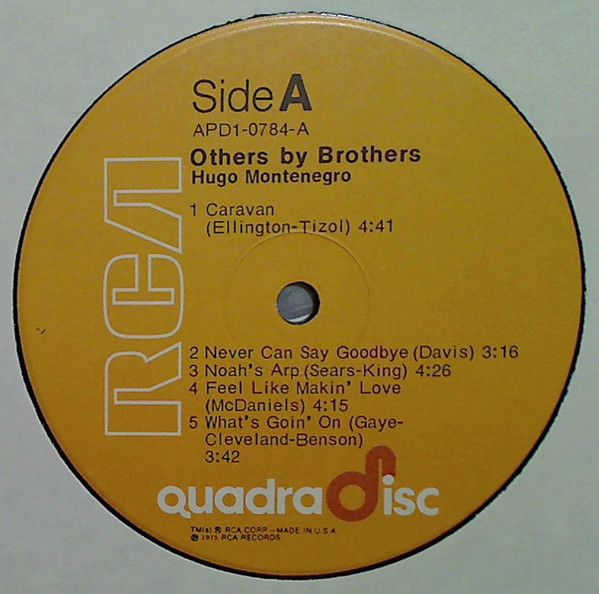 Side A
APD1-0784-A
Others by Brothers
Hugo Montenegro
1 Caravan
(Ellington-Tizol) 4:41
RCA
2 Never Can Say Goodbye (Davis) 3:16
3 Noah's Arp (Sears-King) 4:26
4 Feel Like Makin' Love
(McDaniels) 4:15
5 What's Goin' On (Gaye-
Cleveland-Benson)
3:42
quadradisc
TM(s) ® RCA CORP.—MADE IN U.S.A.
℗ 1975 RCA RECORDS